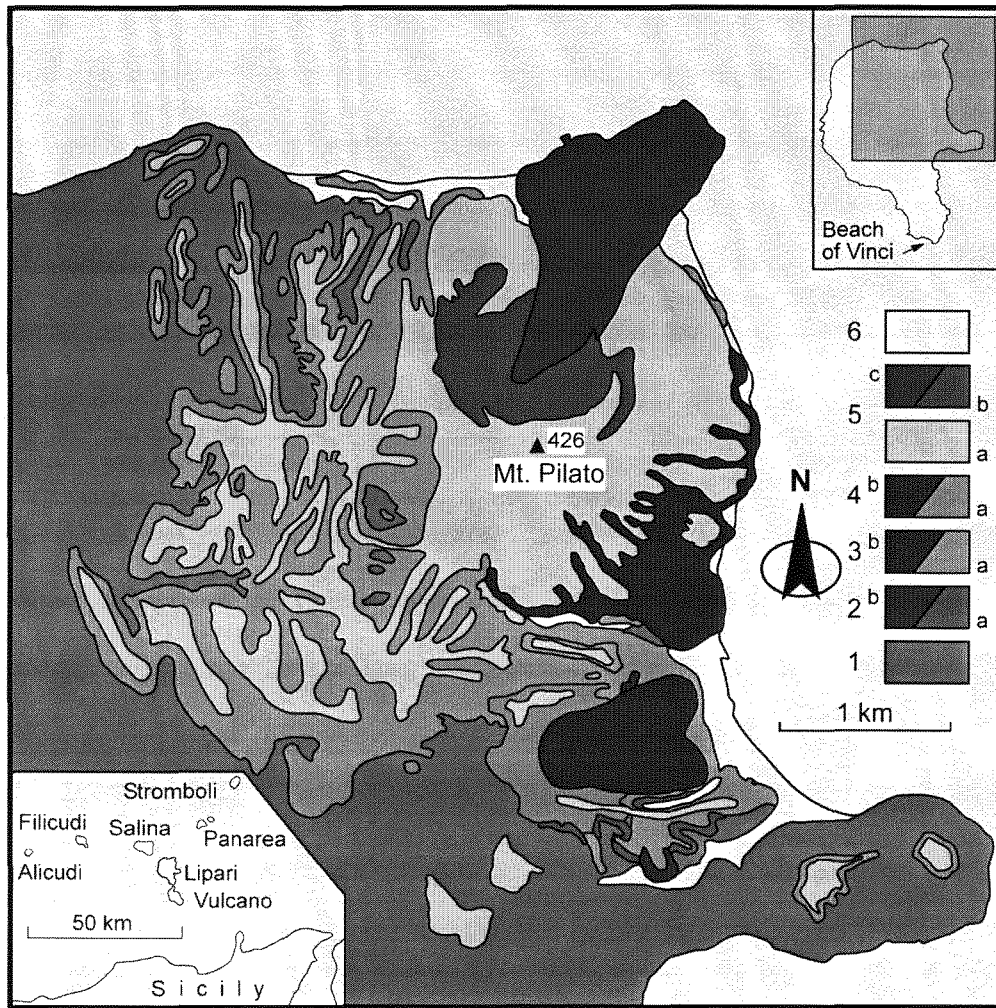 Beach
of Vinci
6
c
5
b
a
426
Mt. Pilato
N
4 b
a
3 b
a
2 b
a
1
1 km
Stromboli
Filicudi
Salina
Panarea
Alicudi
Lipari
Vulcano
50 km
Sicily